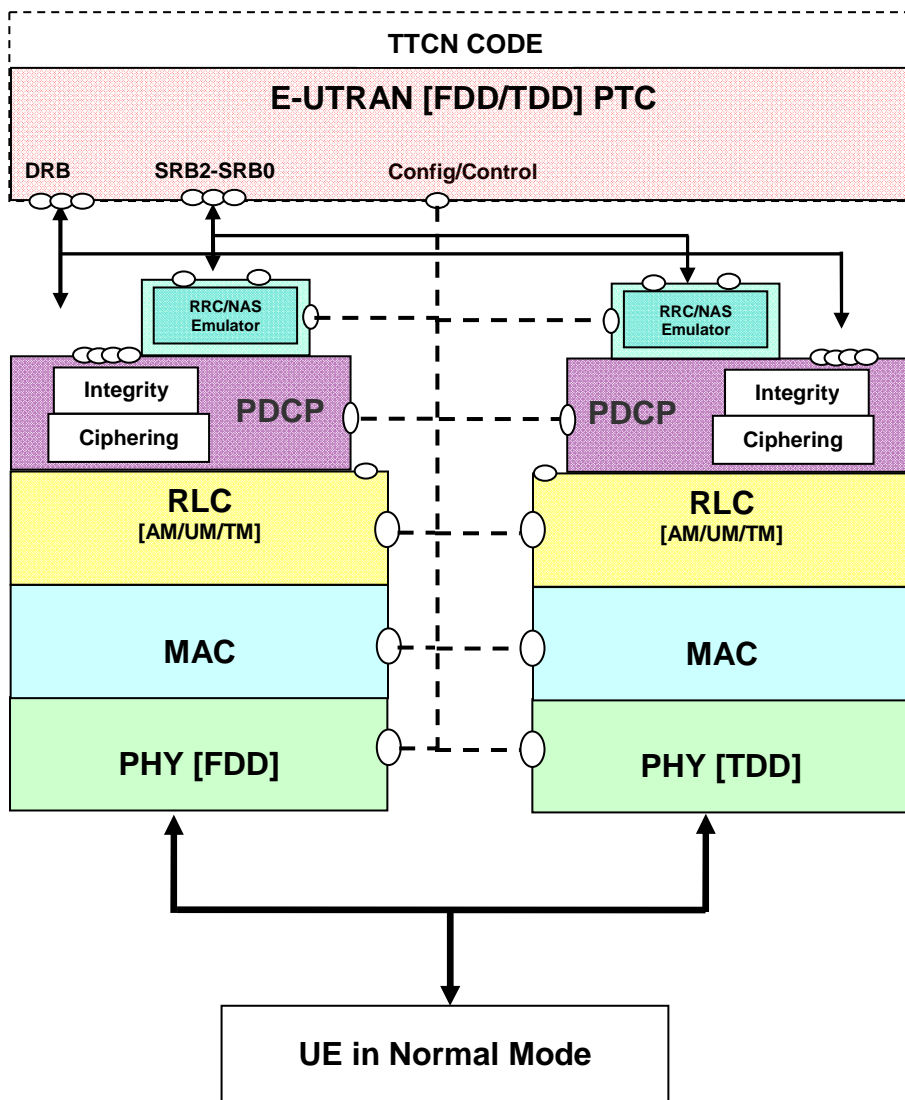 TTCN CODE
E-UTRAN [FDD/TDD] PTC
DRB
SRB2-SRB0
Config/Control
RRC/NAS
Emulator
RRC/NAS
Emulator
Integrity
Ciphering
PDCP
PDCP
Integrity
Ciphering
RLC
[AM/UM/TM]
RLC
[AM/UM/TM]
MAC
MAC
PHY [FDD]
PHY [TDD]
UE in Normal Mode